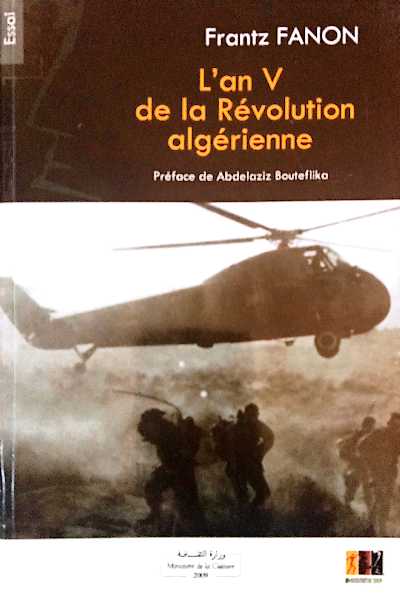 Essai
Frantz FANON
L'an V
de la Révolution
algérienne
Préface de Abdelaziz Bouteflika
وزارة الثقافة
Ministère de la Culture
2009